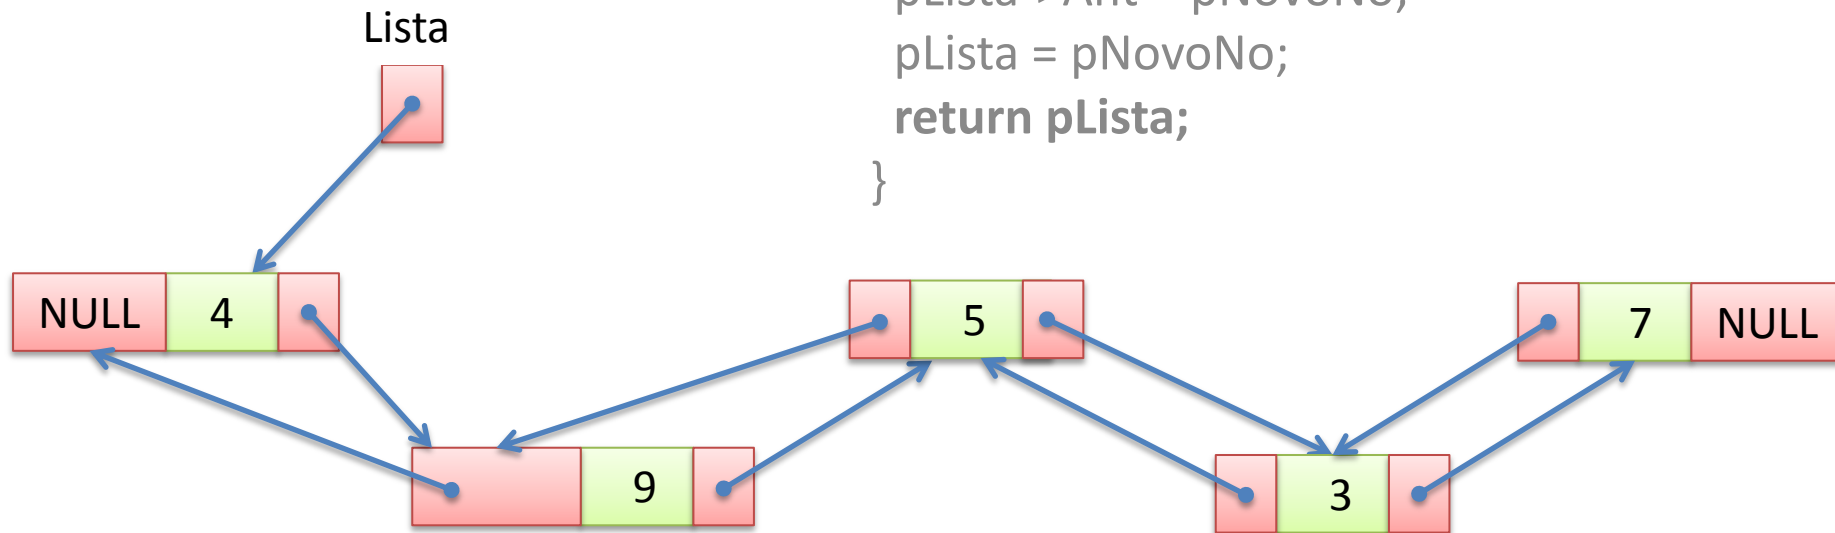 Lista
pLista = pNovoNo;
return pLista;
}
NULL 4
5
7 NULL
9
3